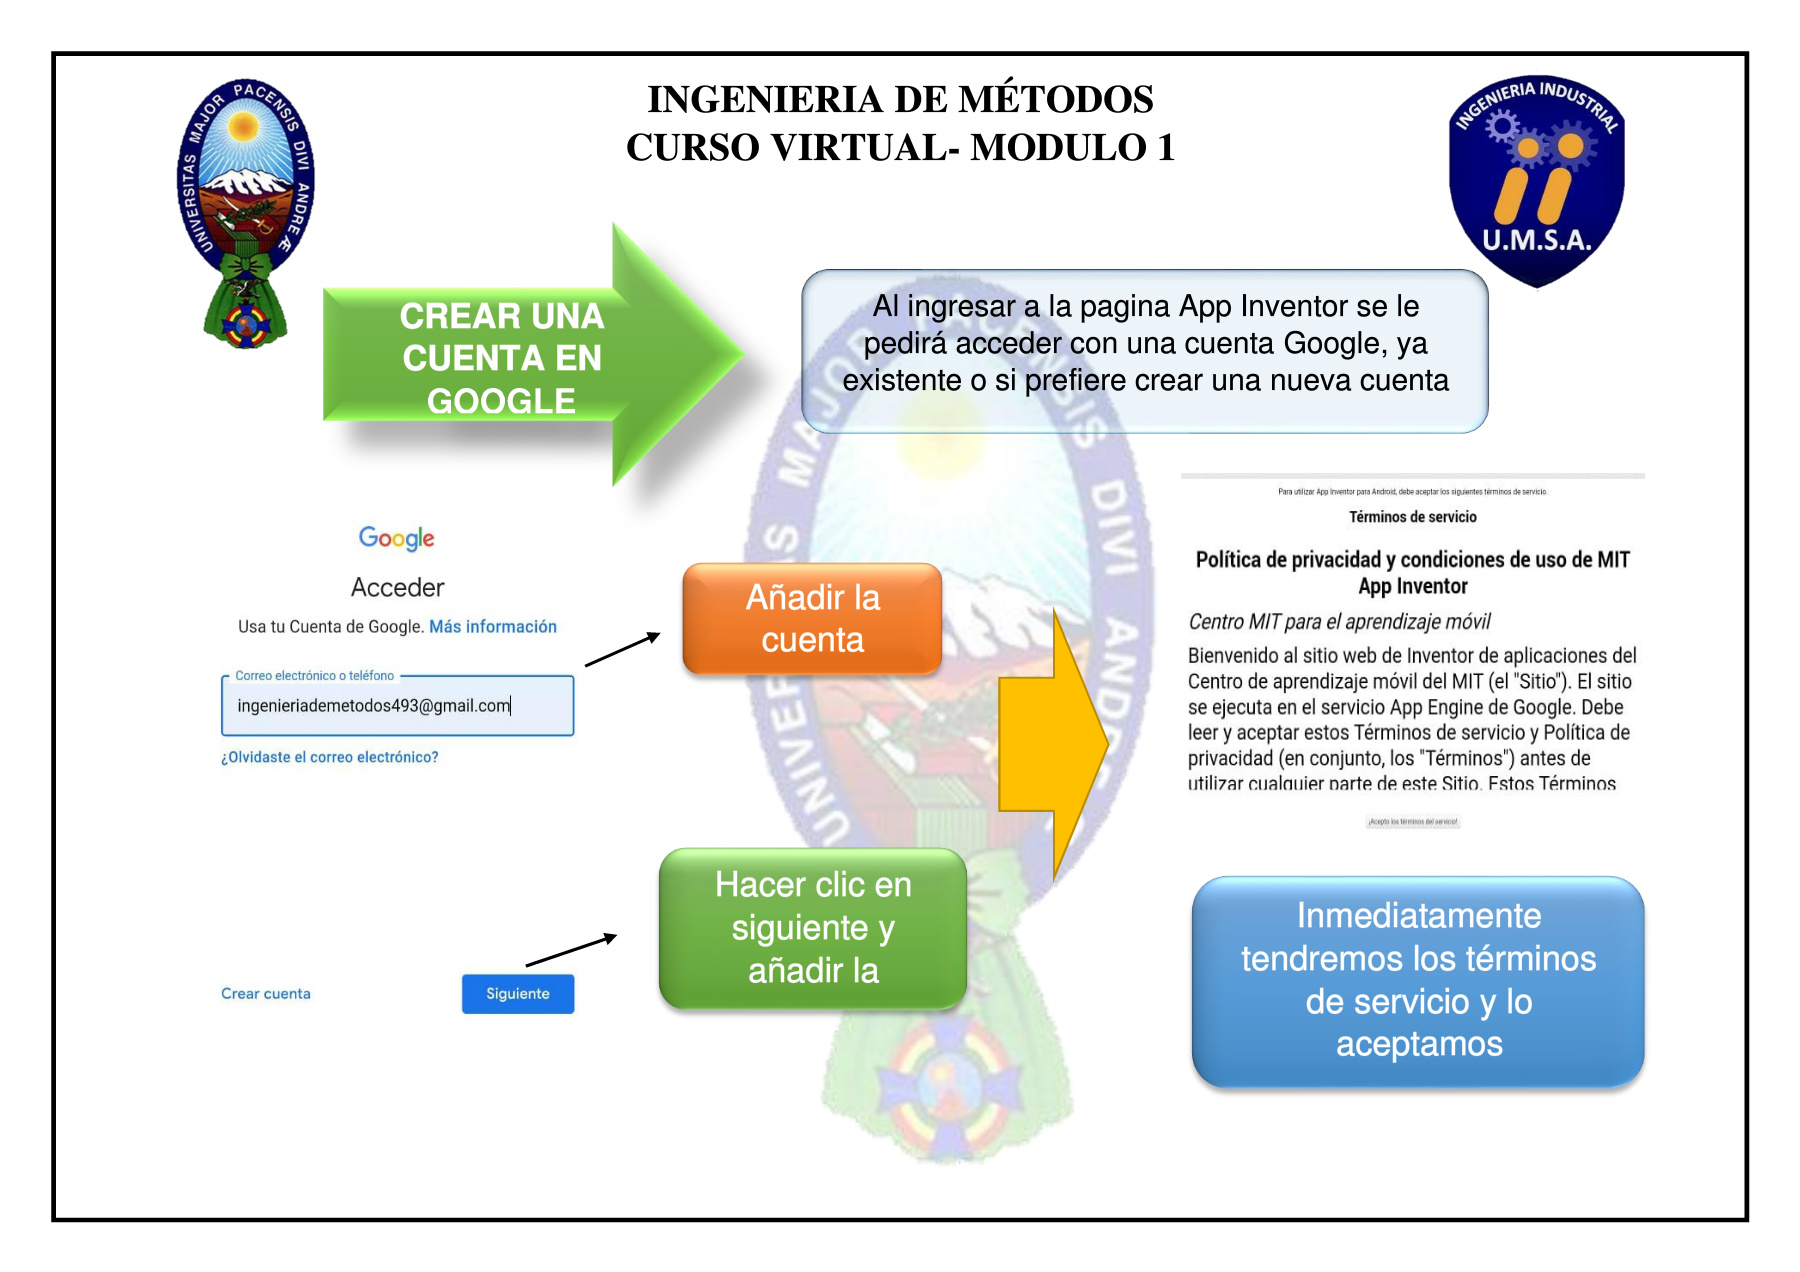 INGENIERIA DE MÉTODOS
CURSO VIRTUAL- MODULO 1
UNIVERSITAS MAJOR PACENSIS DIVI ANDREÆ
INGENIERIA INDUSTRIAL
U.M.S.A.
CREAR UNA
CUENTA EN
GOOGLE
Al ingresar a la pagina App Inventor se le
pedirá acceder con una cuenta Google, ya
existente o si prefiere crear una nueva cuenta
Google
Acceder
Usa tu Cuenta de Google. Más información
Correo electrónico o teléfono
ingenieriademetodos493@gmail.com
¿Olvidaste el correo electrónico?
Crear cuenta
Siguiente
Añadir la
cuenta
Hacer clic en
siguiente y
añadir la
Para utilizar App Inventor para Android, debe aceptar los siguientes términos de servicio.
Términos de servicio
Política de privacidad y condiciones de uso de MIT
App Inventor
Centro MIT para el aprendizaje móvil
Bienvenido al sitio web de Inventor de aplicaciones del
Centro de aprendizaje móvil del MIT (el "Sitio"). El sitio
se ejecuta en el servicio App Engine de Google. Debe
leer y aceptar estos Términos de servicio y Política de
privacidad (en conjunto, los "Términos") antes de
utilizar cualquier parte de este Sitio. Estos Términos
¡Acepto los términos del servicio!
Inmediatamente
tendremos los términos
de servicio y lo
aceptamos
UNIVERSITAS MAJOR PACENSIS DIVI ANDREÆ